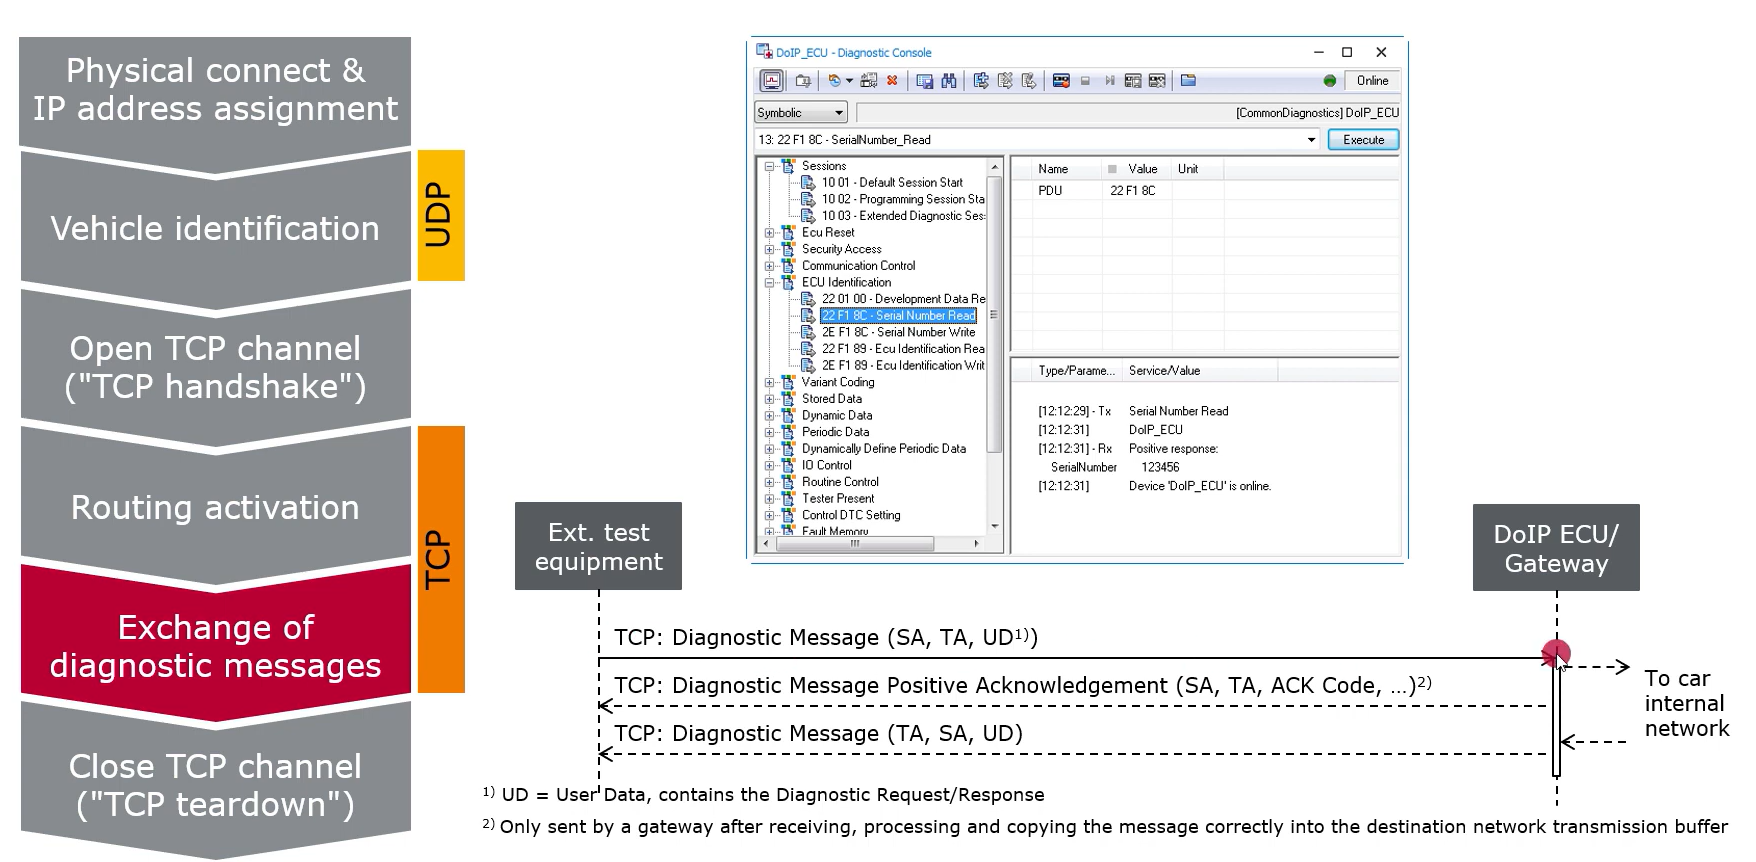 Physical connect &
IP address assignment
Vehicle identification
UDP
Open TCP channel
("TCP handshake")
Routing activation
TCP
Exchange of
diagnostic messages
Close TCP channel
("TCP teardown")
DoIP_ECU - Diagnostic Console
Online
Symbolic
[CommonDiagnostics] DoIP_ECU
13: 22 F1 8C - SerialNumber_Read
Execute
Sessions
10 01 - Default Session Start
10 02 - Programming Session Sta
10 03 - Extended Diagnostic Ses
Ecu Reset
Security Access
Communication Control
ECU Identification
22 01 00 - Development Data Re
22 F1 8C - Serial Number Read
2E F1 8C - Serial Number Write
22 F1 89 - Ecu Identification Rea
2E F1 89 - Ecu Identification Writ
Variant Coding
Stored Data
Dynamic Data
Periodic Data
Dynamically Define Periodic Data
IO Control
Routine Control
Tester Present
Control DTC Setting
Fault Memory
Name Value Unit
PDU 22 F1 8C
Type/Parame... Service/Value
[12:12:29] - Tx Serial Number Read
[12:12:31] DoIP_ECU
[12:12:31] - Rx Positive response:
SerialNumber 123456
[12:12:31] Device 'DoIP_ECU' is online.
Ext. test
equipment
DoIP ECU/
Gateway
TCP: Diagnostic Message (SA, TA, UD¹⁾)
TCP: Diagnostic Message Positive Acknowledgement (SA, TA, ACK Code, …)²⁾
TCP: Diagnostic Message (TA, SA, UD)
To car
internal
network
¹⁾ UD = User Data, contains the Diagnostic Request/Response
²⁾ Only sent by a gateway after receiving, processing and copying the message correctly into the destination network transmission buffer